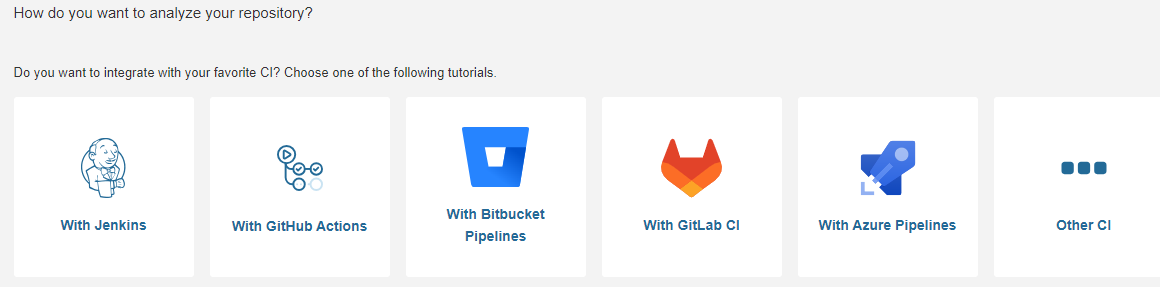 How do you want to analyze your repository?
Do you want to integrate with your favorite CI? Choose one of the following tutorials.
With Jenkins
With GitHub Actions
With Bitbucket
Pipelines
With GitLab CI
With Azure Pipelines
Other CI